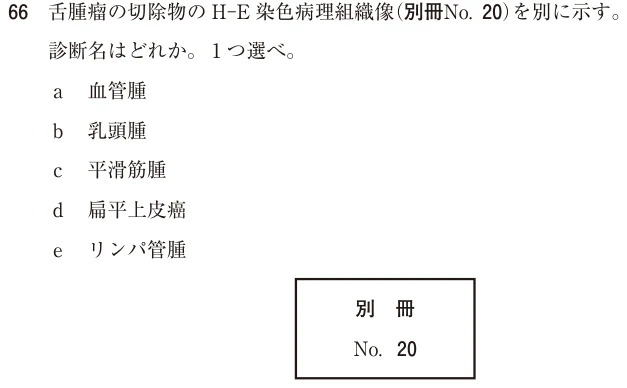 66 舌腫瘤の切除物の H-E 染色病理組織像(別冊No. 20)を別に示す。
診断名はどれか。1つ選べ。
a 血管腫
b 乳頭腫
c 平滑筋腫
d 扁平上皮癌
e リンパ管腫
別 冊
No. 20